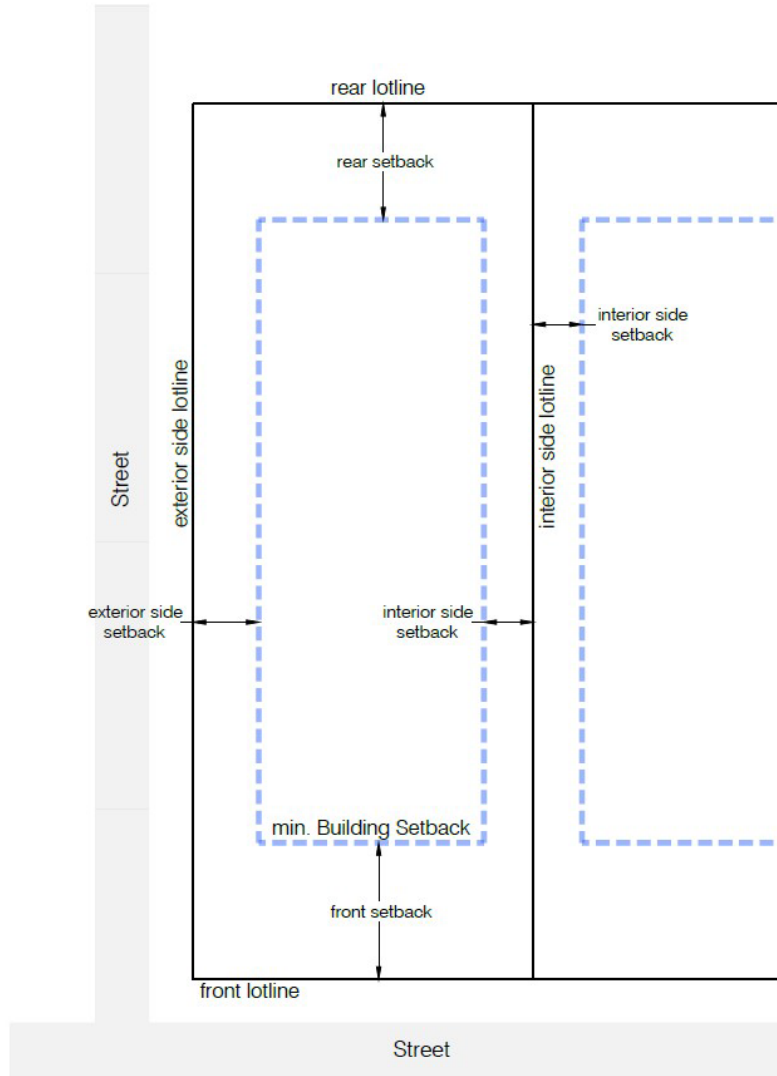 rear lotline
rear setback
interior side
setback
exterior side lotline
interior side lotline
Street
exterior side
setback
interior side
setback
min. Building Setback
front setback
front lotline
Street